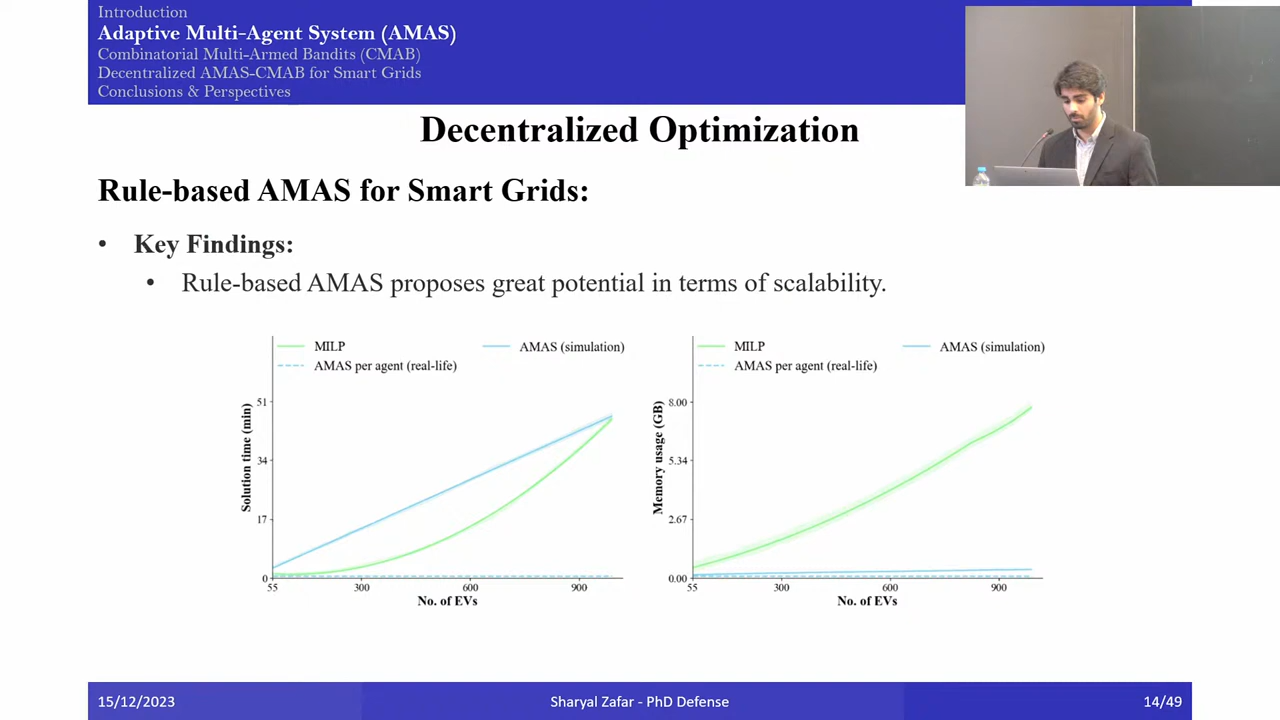 Introduction
Adaptive Multi-Agent System (AMAS)
Combinatorial Multi-Armed Bandits (CMAB)
Decentralized AMAS-CMAB for Smart Grids
Conclusions & Perspectives
Decentralized Optimization
Rule-based AMAS for Smart Grids:
• Key Findings:
• Rule-based AMAS proposes great potential in terms of scalability.
MILP AMAS (simulation)
AMAS per agent (real-life)
Solution time (min)
51
34
17
0
55 300 600 900
No. of EVs
MILP AMAS (simulation)
AMAS per agent (real-life)
Memory usage (GB)
8.00
5.34
2.67
0.00
55 300 600 900
No. of EVs
15/12/2023 Sharyal Zafar - PhD Defense 14/49